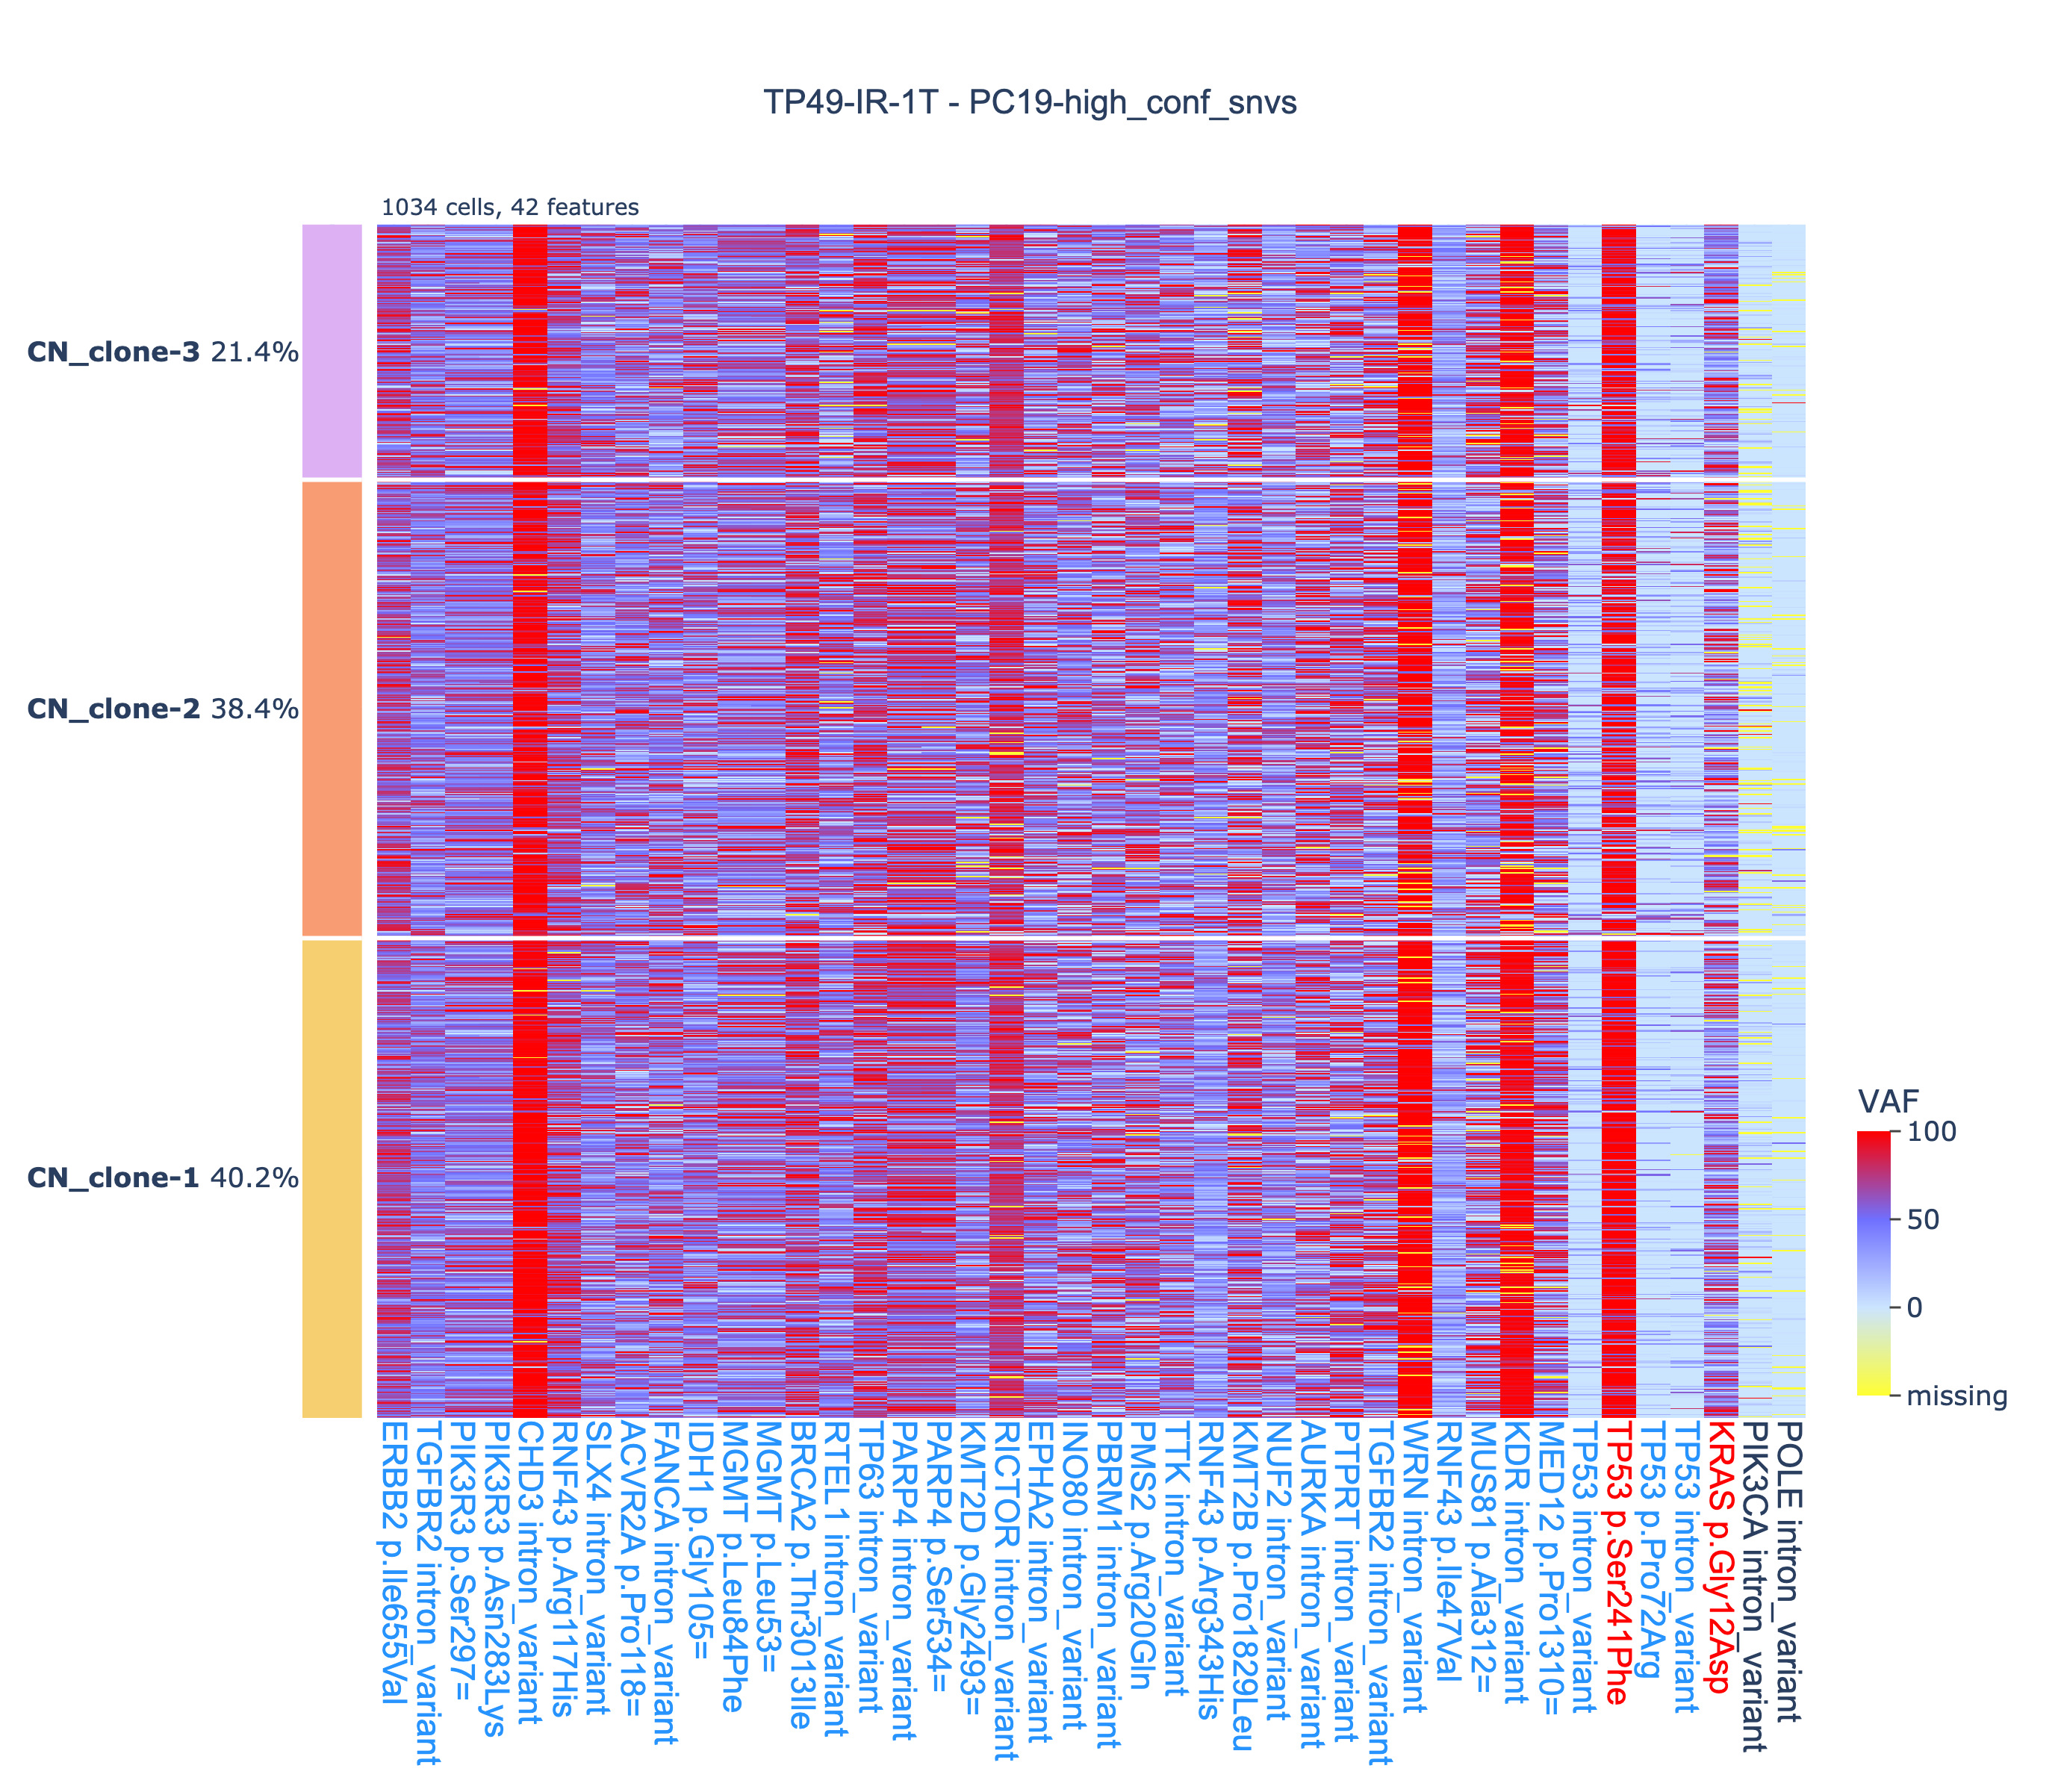 TP49-IR-1T - PC19-high_conf_snvs
1034 cells, 42 features
CN_clone-3 21.4%
CN_clone-2 38.4%
CN_clone-1 40.2%
VAF
100
50
0
missing
ERBB2 p.Ile655Val
TGFBR2 intron_variant
PIK3R3 p.Ser297=
PIK3R3 p.Asn283Lys
CHD3 intron_variant
RNF43 p.Arg117His
SLX4 intron_variant
ACVR2A p.Pro118=
FANCA intron_variant
IDH1 p.Gly105=
MGMT p.Leu84Phe
MGMT p.Leu53=
BRCA2 p.Thr3013Ile
RTEL1 intron_variant
TP63 intron_variant
PARP4 intron_variant
PARP4 p.Ser534=
KMT2D p.Gly2493=
RICTOR intron_variant
EPHA2 intron_variant
INO80 intron_variant
PBRM1 intron_variant
PMS2 p.Arg20Gln
TTK intron_variant
RNF43 p.Arg343His
KMT2B p.Pro1829Leu
NUF2 intron_variant
AURKA intron_variant
PTPRT intron_variant
TGFBR2 intron_variant
WRN intron_variant
RNF43 p.Ile47Val
MUS81 p.Ala312=
KDR intron_variant
MED12 p.Pro1310=
TP53 intron_variant
TP53 p.Ser241Phe
TP53 p.Pro72Arg
TP53 intron_variant
KRAS p.Gly12Asp
PIK3CA intron_variant
POLE intron_variant